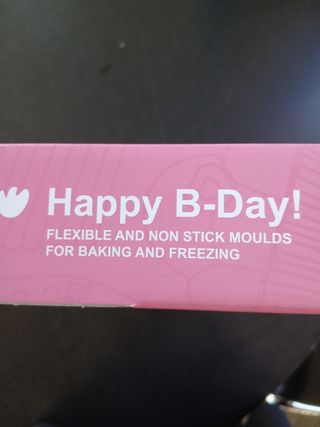 Happy B-Day!
FLEXIBLE AND NON STICK MOULDS
FOR BAKING AND FREEZING